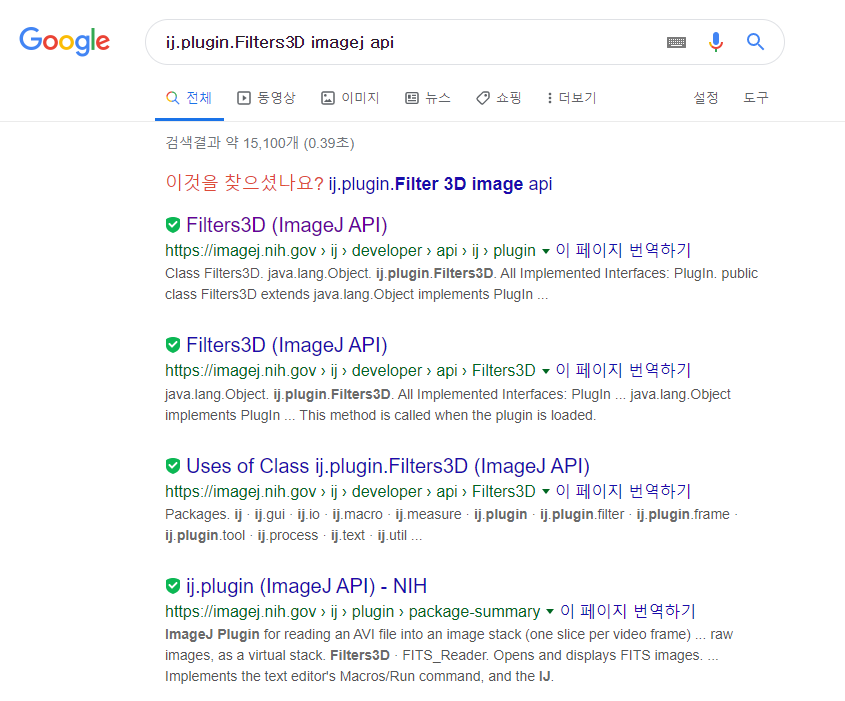 Google
ij.plugin.Filters3D imagej api
전체 동영상 이미지 뉴스 쇼핑 더보기 설정 도구
검색결과 약 15,100개 (0.39초)
이것을 찾으셨나요? ij.plugin.Filter 3D image api
Filters3D (ImageJ API)
https://imagej.nih.gov › ij › developer › api › ij › plugin ▾ 이 페이지 번역하기
Class Filters3D. java.lang.Object. ij.plugin.Filters3D. All Implemented Interfaces: PlugIn. public
class Filters3D extends java.lang.Object implements PlugIn ...
Filters3D (ImageJ API)
https://imagej.nih.gov › ij › developer › api › Filters3D ▾ 이 페이지 번역하기
java.lang.Object. ij.plugin.Filters3D. All Implemented Interfaces: PlugIn ... java.lang.Object
implements PlugIn ... This method is called when the plugin is loaded.
Uses of Class ij.plugin.Filters3D (ImageJ API)
https://imagej.nih.gov › ij › developer › api › Filters3D ▾ 이 페이지 번역하기
Packages. ij · ij.gui · ij.io · ij.macro · ij.measure · ij.plugin · ij.plugin.filter · ij.plugin.frame ·
ij.plugin.tool · ij.process · ij.text · ij.util ...
ij.plugin (ImageJ API) - NIH
https://imagej.nih.gov › ij › plugin › package-summary ▾ 이 페이지 번역하기
ImageJ Plugin for reading an AVI file into an image stack (one slice per video frame) ... raw
images, as a virtual stack. Filters3D · FITS_Reader. Opens and displays FITS images. ...
Implements the text editor's Macros/Run command, and the IJ.